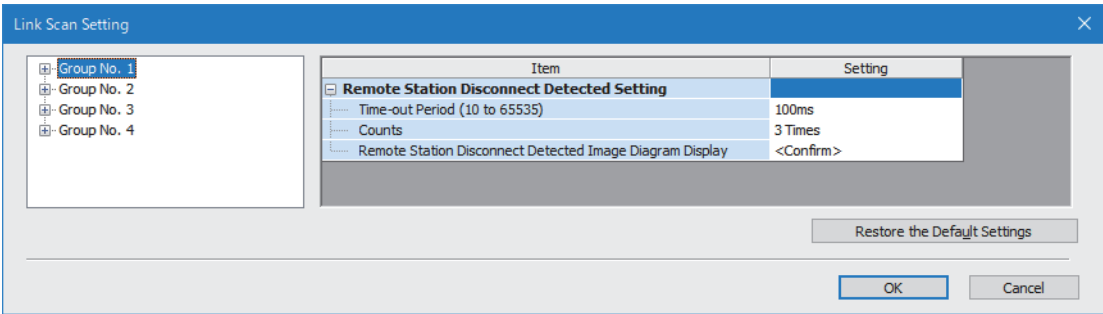 Link Scan Setting
Group No. 1
Group No. 2
Group No. 3
Group No. 4
Item Setting
Remote Station Disconnect Detected Setting
Time-out Period (10 to 65535) 100ms
Counts 3 Times
Remote Station Disconnect Detected Image Diagram Display <Confirm>
Restore the Default Settings
OK Cancel